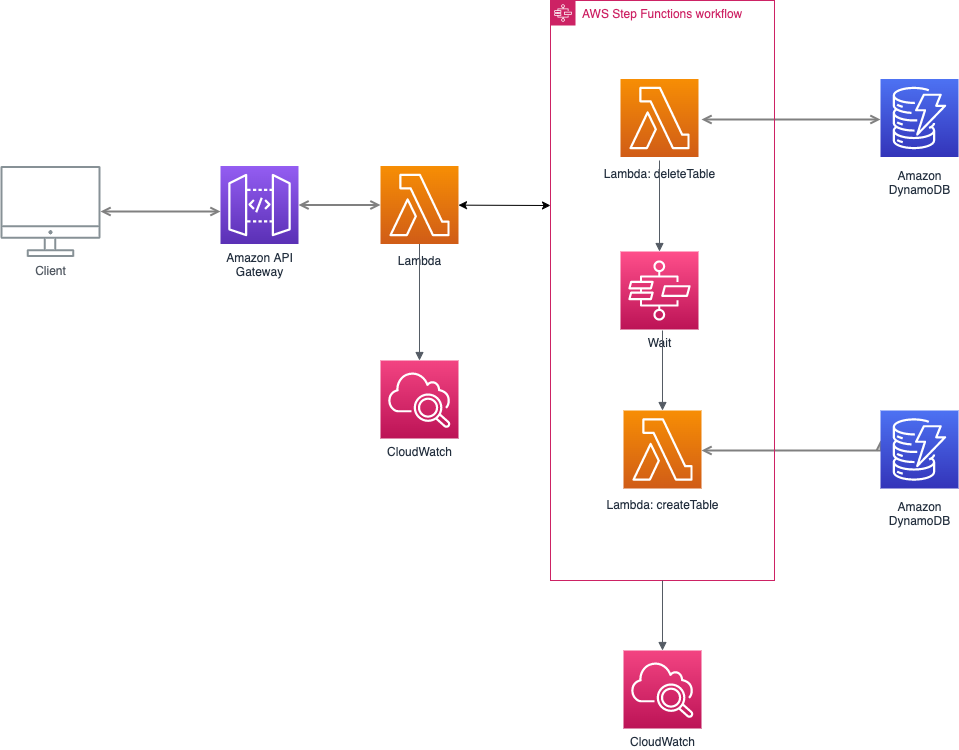 AWS Step Functions workflow
Lambda: deleteTable
Amazon
DynamoDB
Client
Amazon API
Gateway
Lambda
Wait
CloudWatch
Lambda: createTable
Amazon
DynamoDB
CloudWatch